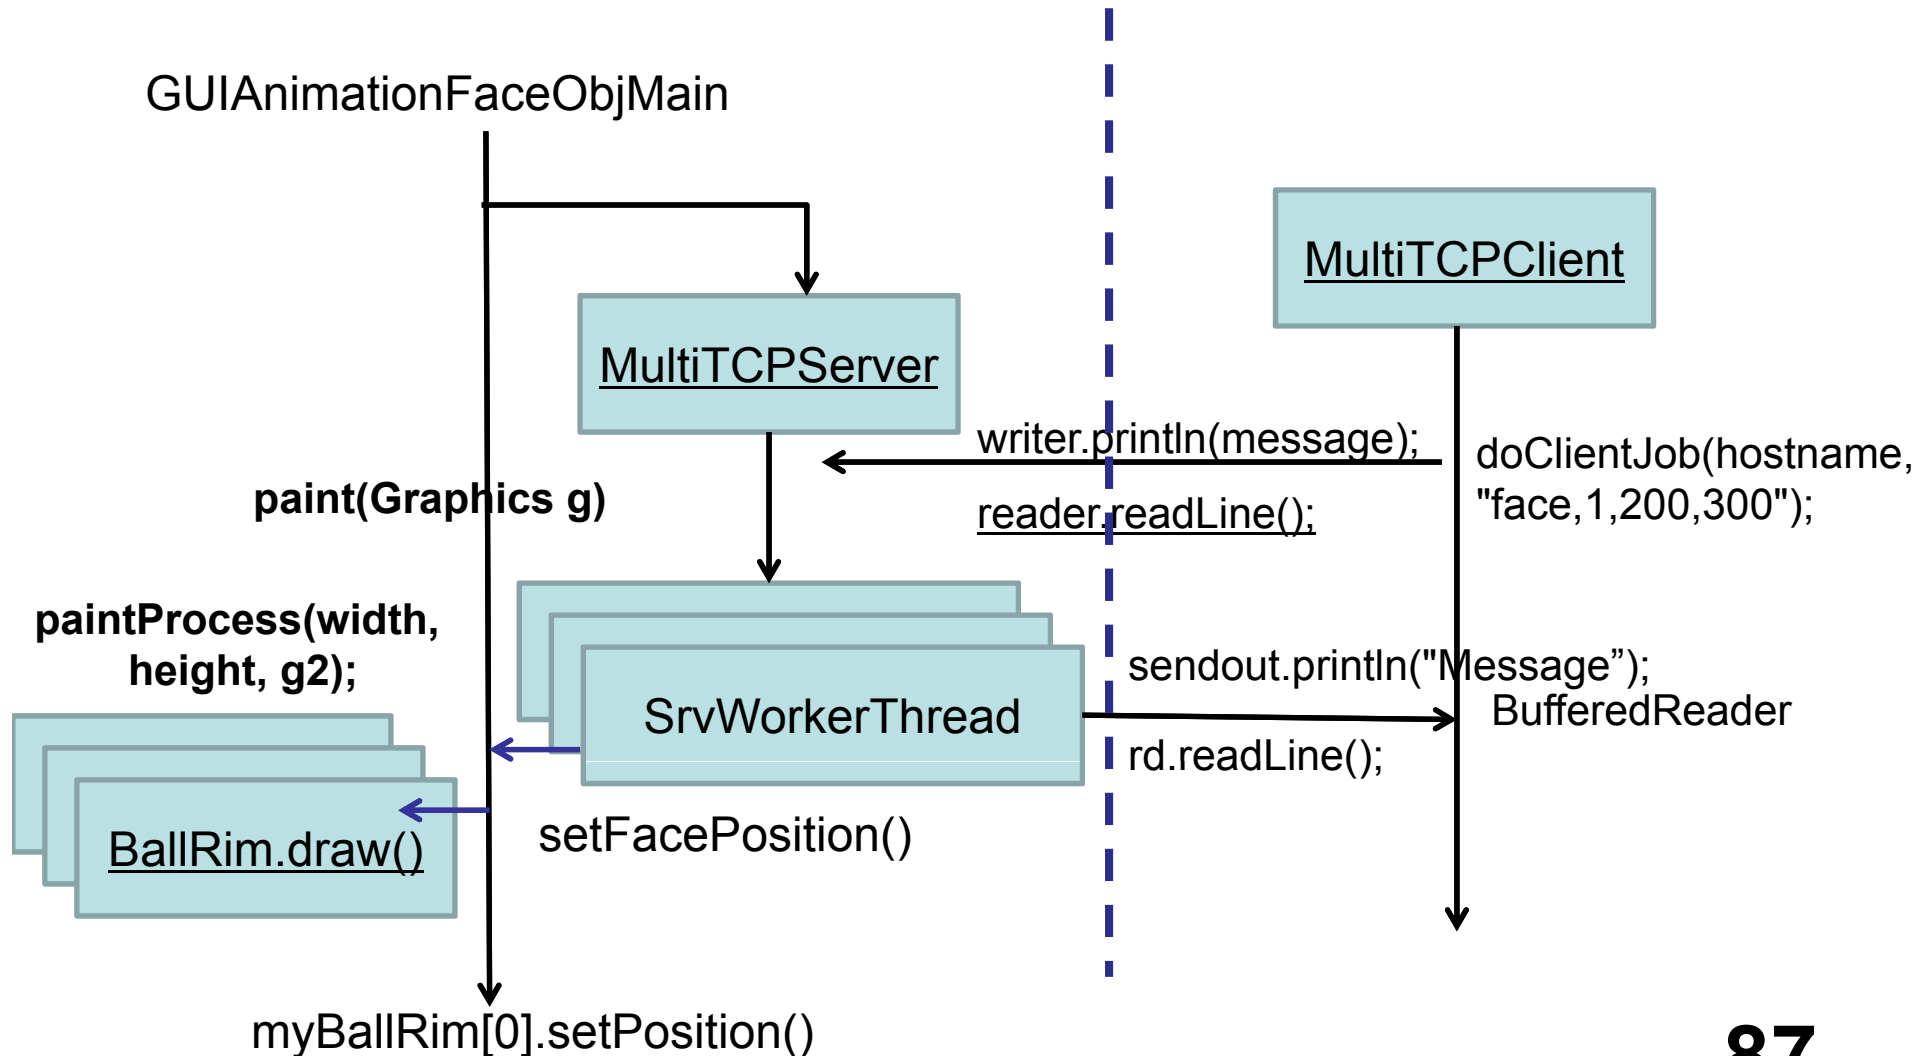 GUIAnimationFaceObjMain
MultiTCPClient
MultiTCPServer
writer.println(message);
doClientJob(hostname,
"face,1,200,300");
paint(Graphics g)
reader.readLine();
paintProcess(width,
height, g2);
SrvWorkerThread
sendout.println("Message”);
BufferedReader
rd.readLine();
BallRim.draw()
setFacePosition()
myBallRim[0].setPosition()
87